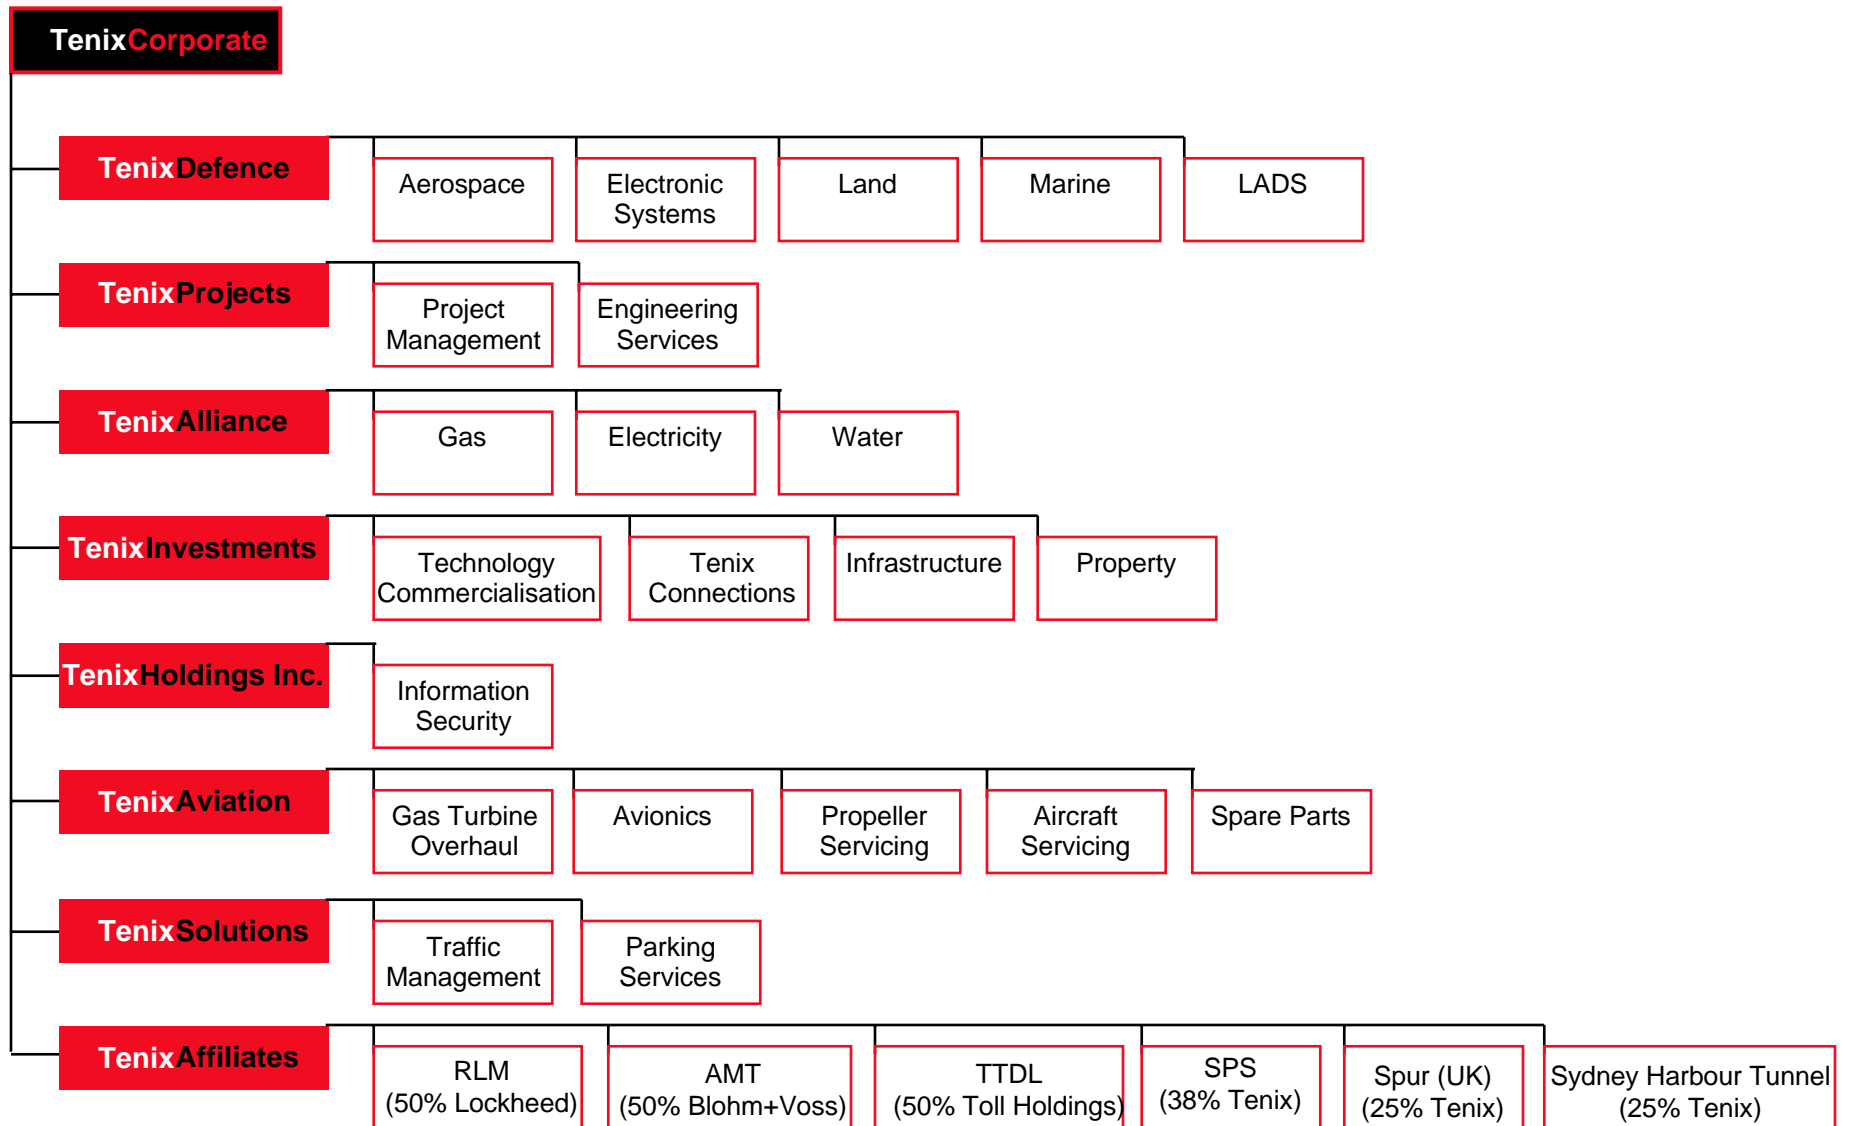 TenixCorporate
TenixDefence
Aerospace
Electronic
Systems
Land
Marine
LADS
TenixProjects
Project
Management
Engineering
Services
TenixAlliance
Gas
Electricity
Water
TenixInvestments
Technology
Commercialisation
Tenix
Connections
Infrastructure
Property
TenixHoldings Inc.
Information
Security
TenixAviation
Gas Turbine
Overhaul
Avionics
Propeller
Servicing
Aircraft
Servicing
Spare Parts
TenixSolutions
Traffic
Management
Parking
Services
TenixAffiliates
RLM
(50% Lockheed)
AMT
(50% Blohm+Voss)
TTDL
(50% Toll Holdings)
SPS
(38% Tenix)
Spur (UK)
(25% Tenix)
Sydney Harbour Tunnel
(25% Tenix)